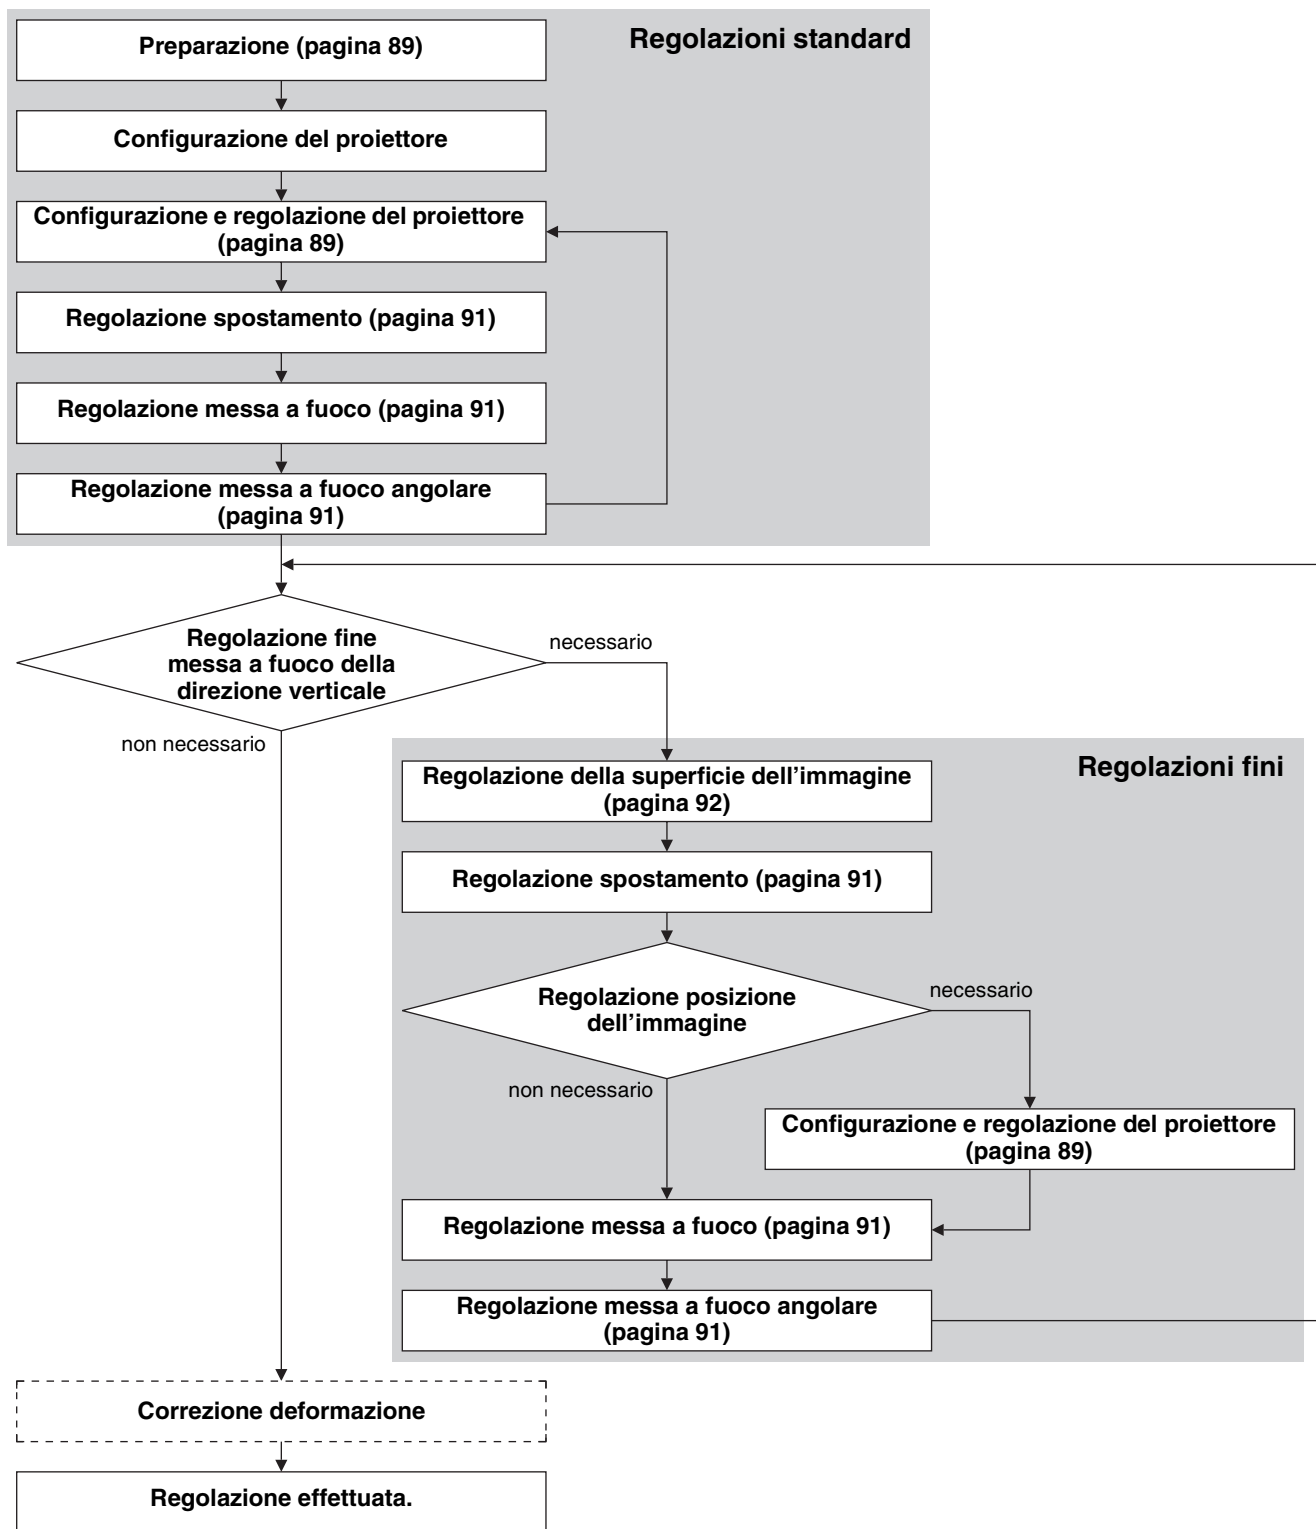 Regolazioni standard
Preparazione (pagina 89)
Configurazione del proiettore
Configurazione e regolazione del proiettore
(pagina 89)
Regolazione spostamento (pagina 91)
Regolazione messa a fuoco (pagina 91)
Regolazione messa a fuoco angolare
(pagina 91)
Regolazione fine
messa a fuoco della
direzione verticale
necessario
non necessario
Regolazioni fini
Regolazione della superficie dell’immagine
(pagina 92)
Regolazione spostamento (pagina 91)
Regolazione posizione
dell’immagine
necessario
non necessario
Configurazione e regolazione del proiettore
(pagina 89)
Regolazione messa a fuoco (pagina 91)
Regolazione messa a fuoco angolare
(pagina 91)
Correzione deformazione
Regolazione effettuata.